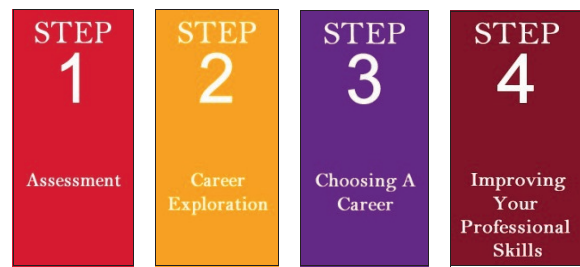 STEP
1
Assessment
STEP
2
Career
Exploration
STEP
3
Choosing A
Career
STEP
4
Improving
Your
Professional
Skills